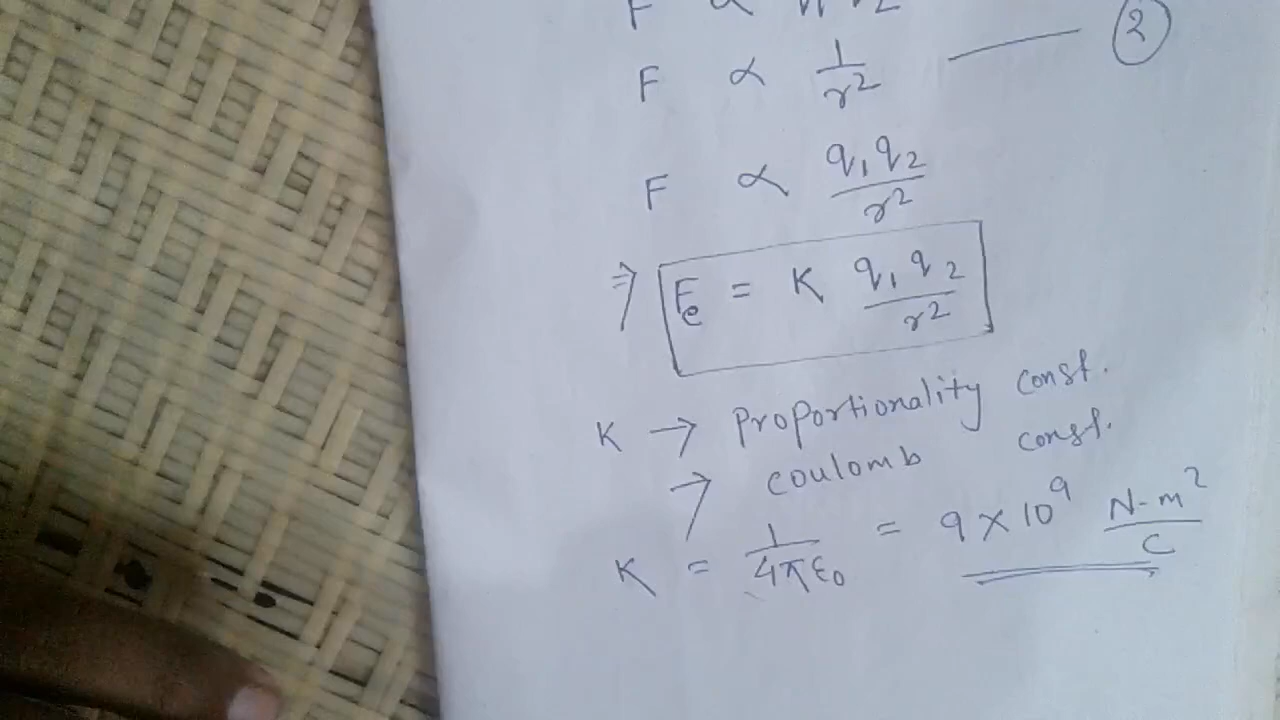 F ∝ 1/r² ——— ②
F ∝ q₁q₂/r²
⇒ Fe = K q₁q₂/r²
K → Proportionality const.
→ coulomb const.
K = 1/4πε₀ = 9×10⁹ N-m²/C